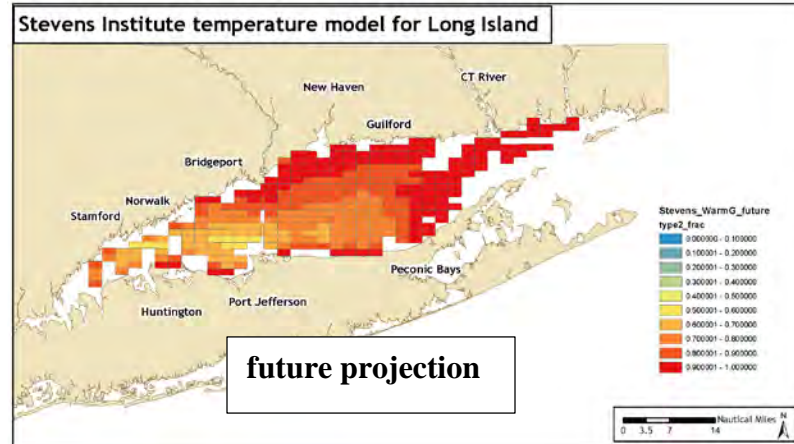 Stevens Institute temperature model for Long Island
CT River
New Haven
Guilford
Bridgeport
Norwalk
Stamford
Peconic Bays
Port Jefferson
Huntington
future projection
Stevens_WarmG_future
type2_frac
0.000000 - 0.100000
0.100001 - 0.200000
0.200001 - 0.300000
0.300001 - 0.400000
0.400001 - 0.500000
0.500001 - 0.600000
0.600001 - 0.700000
0.700001 - 0.800000
0.800001 - 0.900000
0.900001 - 1.000000
Nautical Miles
0 3.5 7 14
N